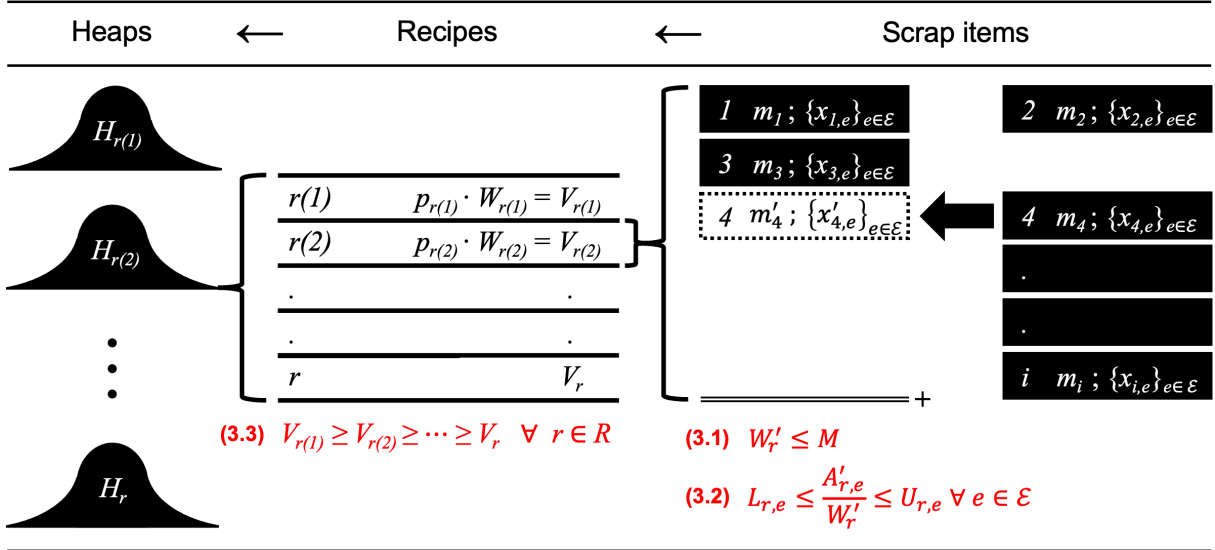 Heaps ← Recipes ← Scrap items
H_{r(1)}
H_{r(2)}
⋮
H_r
r(1) p_{r(1)} · W_{r(1)} = V_{r(1)}
r(2) p_{r(2)} · W_{r(2)} = V_{r(2)}
. .
. .
r V_r
(3.3) V_{r(1)} ≥ V_{r(2)} ≥ ⋯ ≥ V_r ∀ r ∈ R
1 m_1 ; {x_{1,e}}_{e∈ℰ}
3 m_3 ; {x_{3,e}}_{e∈ℰ}
4 m'_4 ; {x'_{4,e}}_{e∈ℰ}
+
(3.1) W'_r ≤ M
(3.2) L_{r,e} ≤ A'_{r,e} / W'_r ≤ U_{r,e} ∀ e ∈ ℰ
2 m_2 ; {x_{2,e}}_{e∈ℰ}
4 m_4 ; {x_{4,e}}_{e∈ℰ}
.
.
i m_i ; {x_{i,e}}_{e∈ℰ}